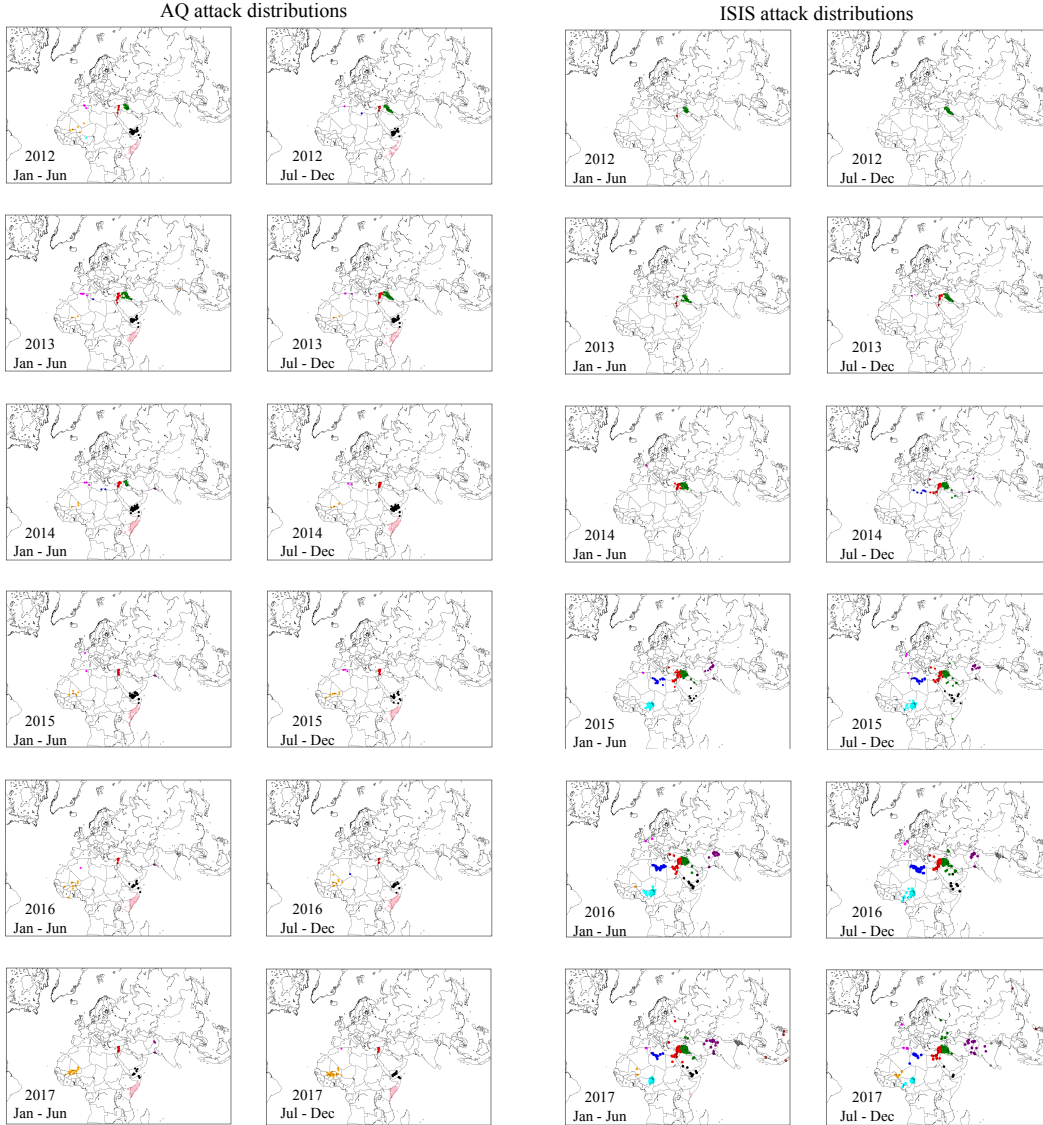 AQ attack distributions
ISIS attack distributions
2012
Jan - Jun
2012
Jul - Dec
2012
Jan - Jun
2012
Jul - Dec
2013
Jan - Jun
2013
Jul - Dec
2013
Jan - Jun
2013
Jul - Dec
2014
Jan - Jun
2014
Jul - Dec
2014
Jan - Jun
2014
Jul - Dec
2015
Jan - Jun
2015
Jul - Dec
2015
Jan - Jun
2015
Jul - Dec
2016
Jan - Jun
2016
Jul - Dec
2016
Jan - Jun
2016
Jul - Dec
2017
Jan - Jun
2017
Jul - Dec
2017
Jan - Jun
2017
Jul - Dec